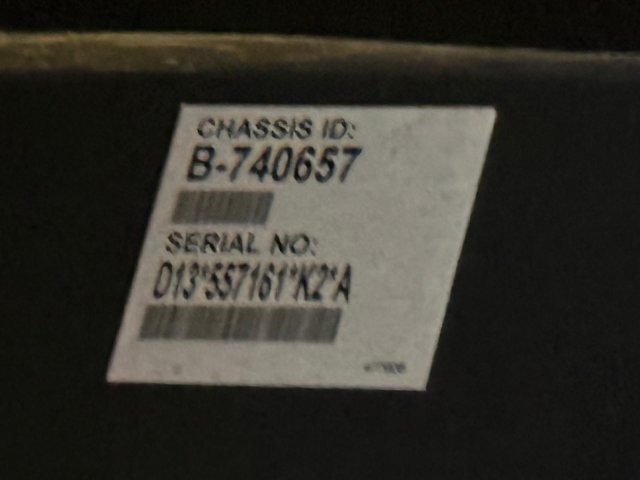 CHASSIS ID:
B-740657
SERIAL NO:
D13*557161*K2*A